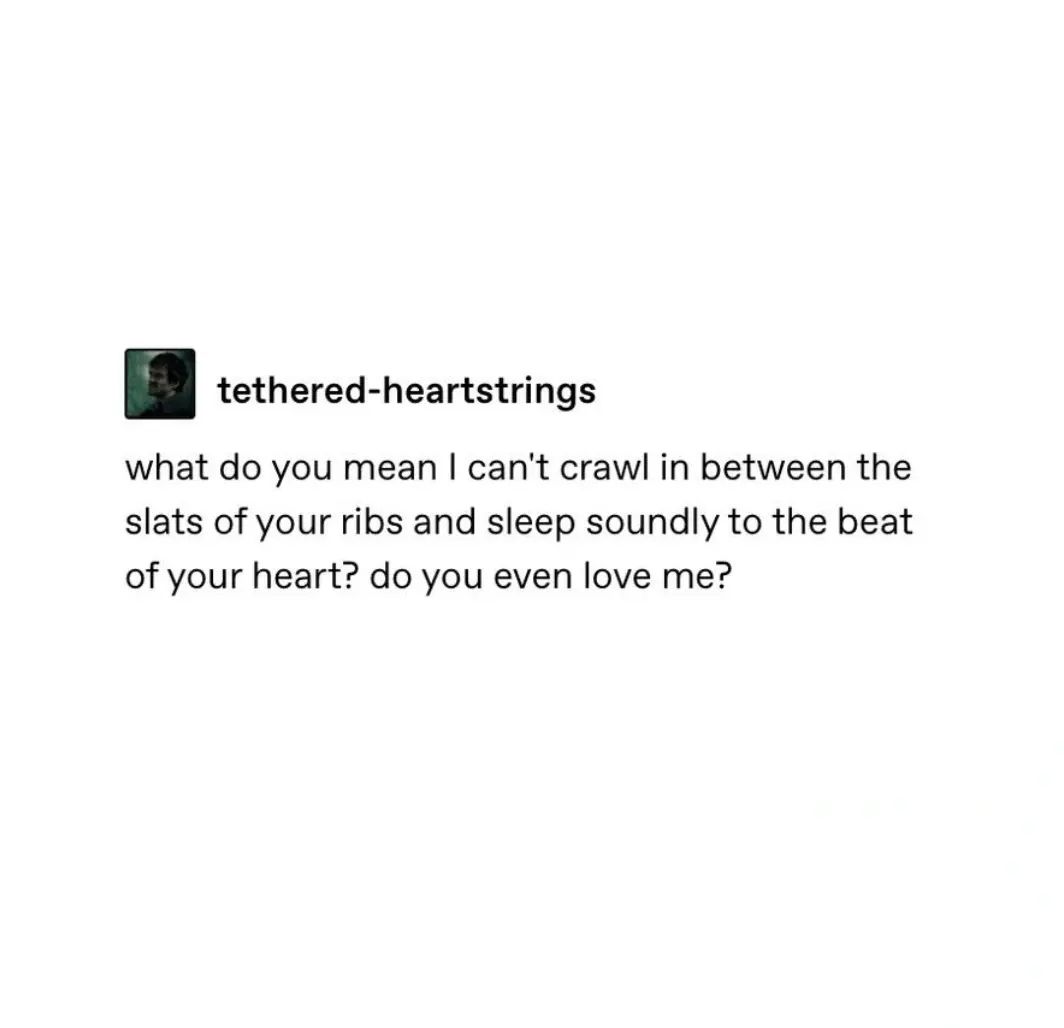 tethered-heartstrings
what do you mean I can't crawl in between the
slats of your ribs and sleep soundly to the beat
of your heart? do you even love me?